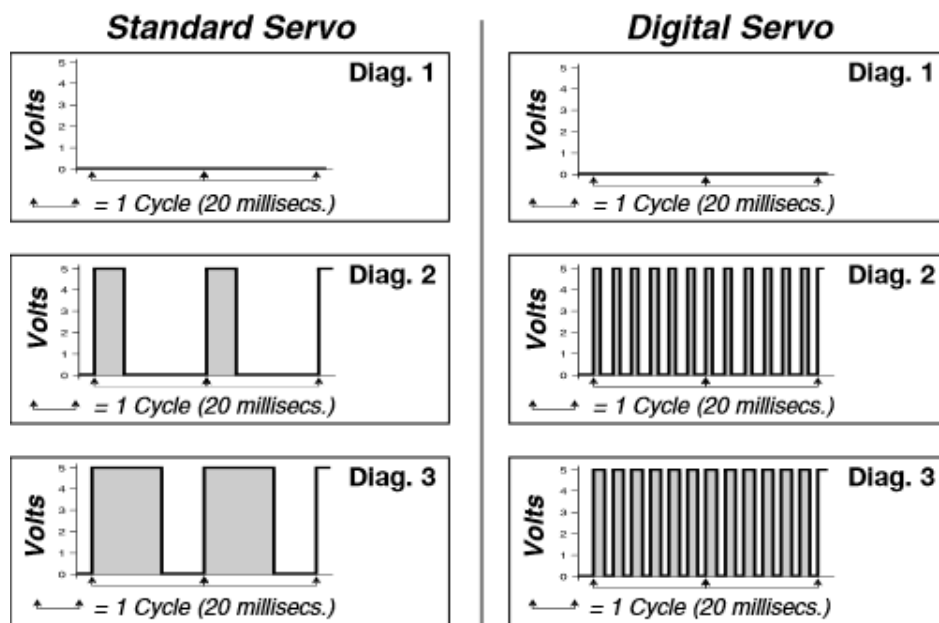 Standard Servo
Digital Servo
Diag. 1
5
4
3
2
1
0
Volts
= 1 Cycle (20 millisecs.)
Diag. 1
5
4
3
2
1
0
Volts
= 1 Cycle (20 millisecs.)
Diag. 2
5
4
3
2
1
0
Volts
= 1 Cycle (20 millisecs.)
Diag. 2
5
4
3
2
1
0
Volts
= 1 Cycle (20 millisecs.)
Diag. 3
5
4
3
2
1
0
Volts
= 1 Cycle (20 millisecs.)
Diag. 3
5
4
3
2
1
0
Volts
= 1 Cycle (20 millisecs.)